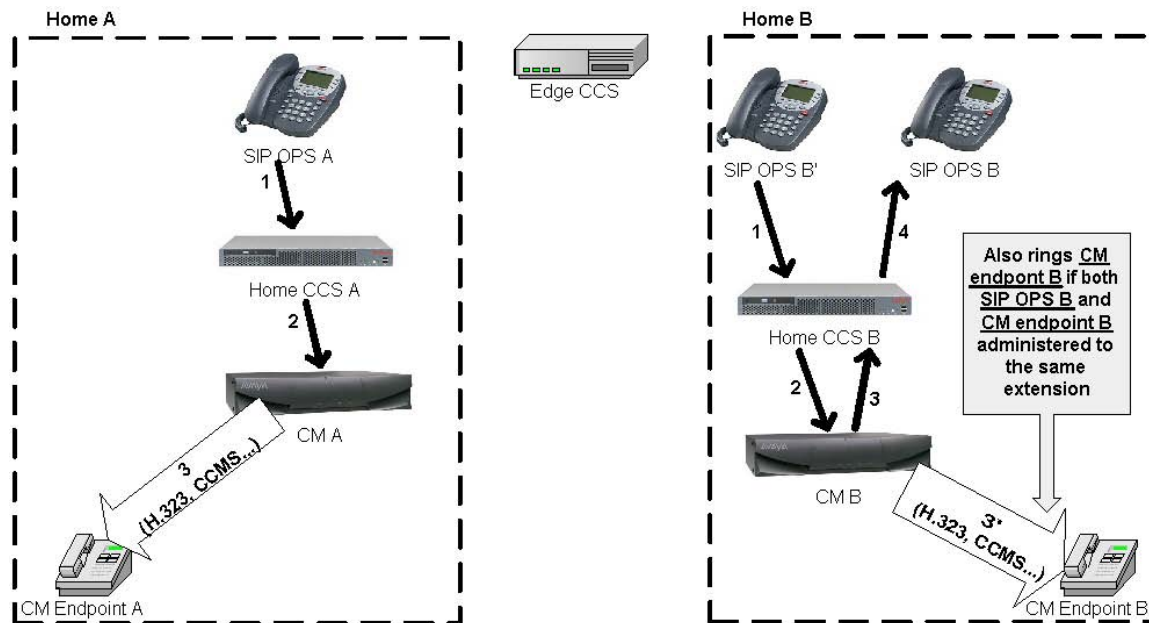 Home A
Home B
Edge CCS
SIP OPS A
1
Home CCS A
2
AVAYA
CM A
3
(H.323, CCMS...)
CM Endpoint A
SIP OPS B'
SIP OPS B
1
4
Home CCS B
2
3
AVAYA
CM B
3'
(H.323, CCMS...)
CM Endpoint B
Also rings CM
endpont B if both
SIP OPS B and
CM endpoint B
administered to
the same
extension